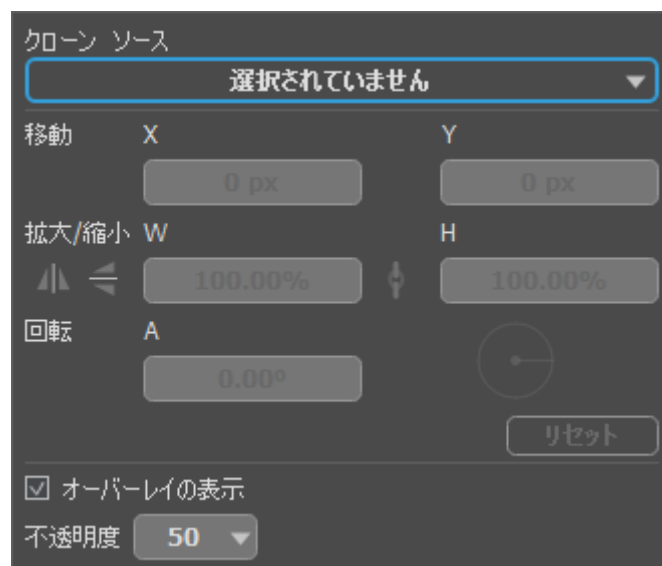 クローン ソース
選択されていません
移動 X Y
0 px 0 px
拡大/縮小 W H
100.00% 100.00%
回転 A
0.00º
リセット
オーバーレイの表示
不透明度 50